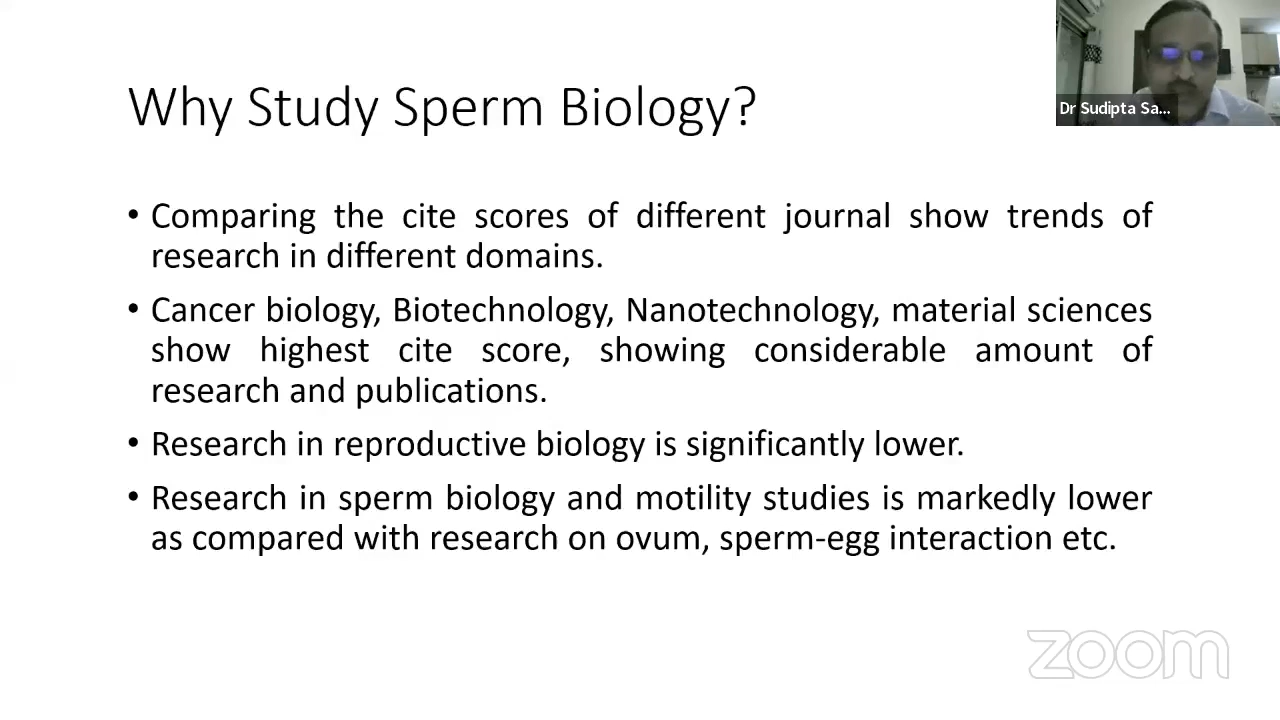 Why Study Sperm Biology?
Dr Sudipta Sa...
• Comparing the cite scores of different journal show trends of
research in different domains.
• Cancer biology, Biotechnology, Nanotechnology, material sciences
show highest cite score, showing considerable amount of
research and publications.
• Research in reproductive biology is significantly lower.
• Research in sperm biology and motility studies is markedly lower
as compared with research on ovum, sperm-egg interaction etc.
zoom